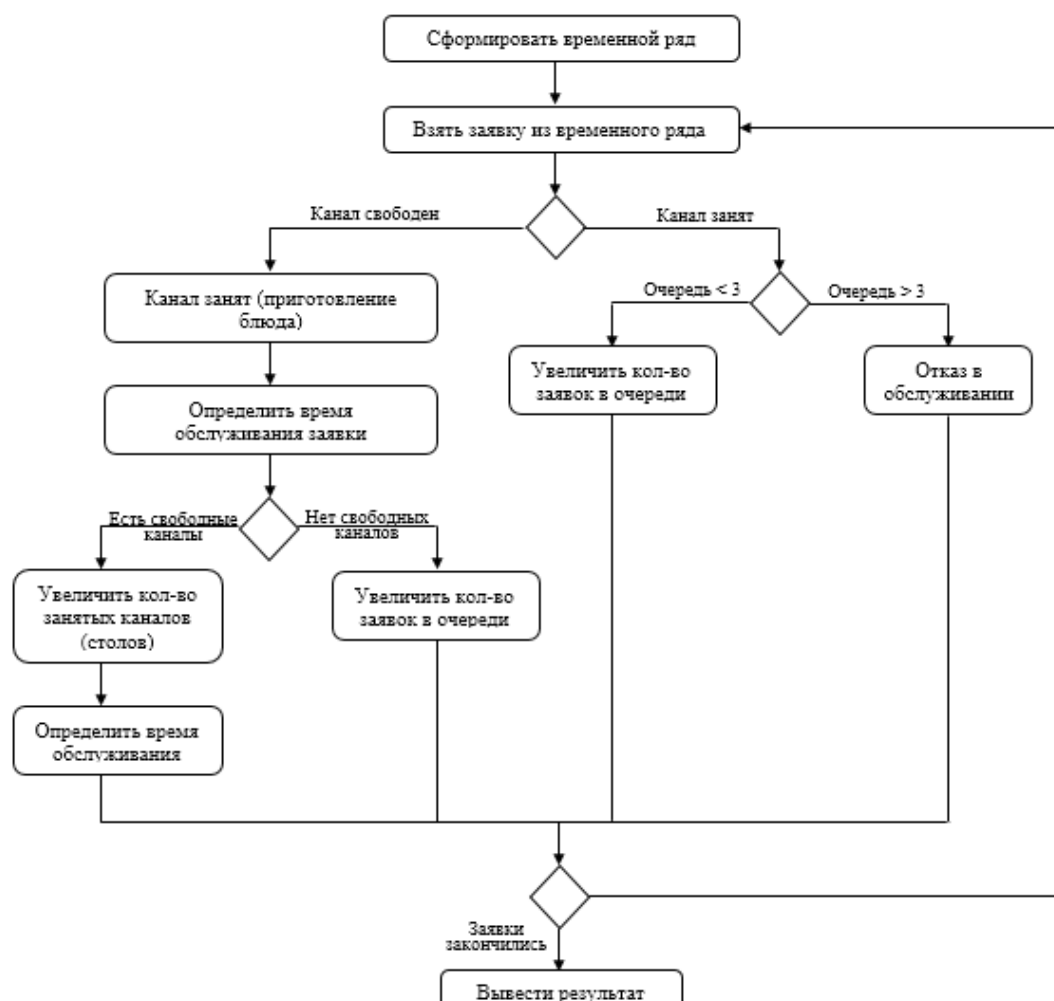 Сформировать временной ряд
Взять заявку из временного ряда
Канал свободен
Канал занят
Канал занят (приготовление
блюда)
Очередь < 3
Очередь > 3
Увеличить кол-во
заявок в очереди
Отказ в
обслуживании
Определить время
обслуживания заявки
Есть свободные
каналы
Нет свободных
каналов
Увеличить кол-во
занятых каналов
(столов)
Увеличить кол-во
заявок в очереди
Определить время
обслуживания
Заявки
закончились
Вывести результат